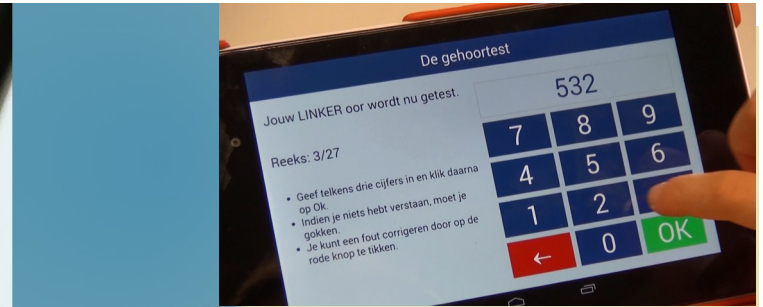 De gehoortest
Jouw LINKER oor wordt nu getest.
532
Reeks: 3/27
• Geef telkens drie cijfers in en klik daarna
op Ok.
• Indien je niets hebt verstaan, moet je
gokken.
• Je kunt een fout corrigeren door op de
rode knop te tikken.
7 8 9
4 5 6
1 2
← 0 OK